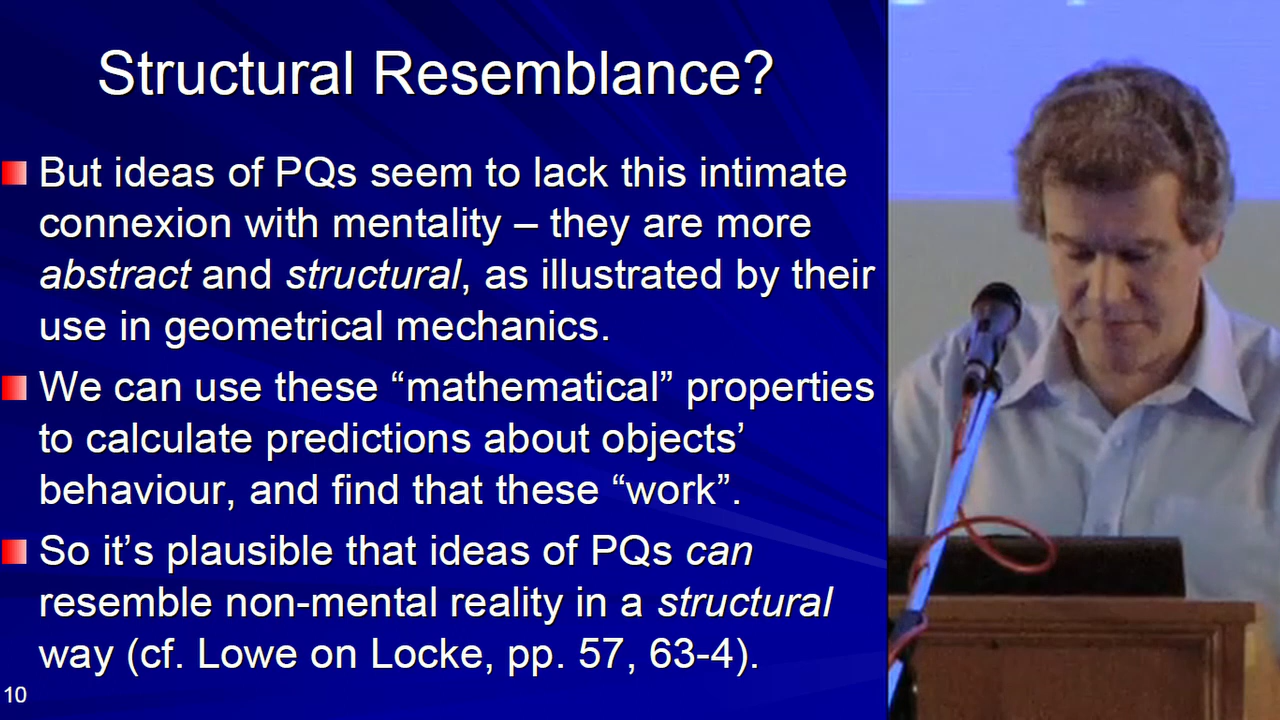 Structural Resemblance?
But ideas of PQs seem to lack this intimate
connexion with mentality – they are more
abstract and structural, as illustrated by their
use in geometrical mechanics.
We can use these “mathematical” properties
to calculate predictions about objects’
behaviour, and find that these “work”.
So it’s plausible that ideas of PQs can
resemble non-mental reality in a structural
way (cf. Lowe on Locke, pp. 57, 63-4).
10